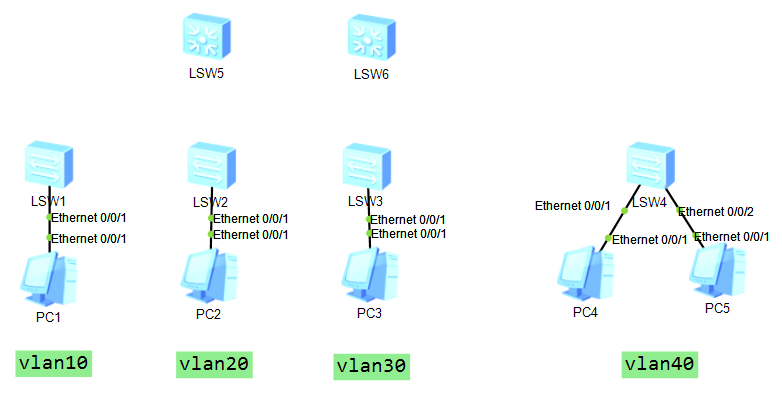 LSW5
LSW6
LSW1
LSW2
LSW3
LSW4
Ethernet 0/0/1
Ethernet 0/0/1
Ethernet 0/0/1
Ethernet 0/0/1
Ethernet 0/0/2
Ethernet 0/0/1
Ethernet 0/0/1
Ethernet 0/0/1
Ethernet 0/0/1
Ethernet 0/0/1
PC1
PC2
PC3
PC4
PC5
vlan10
vlan20
vlan30
vlan40